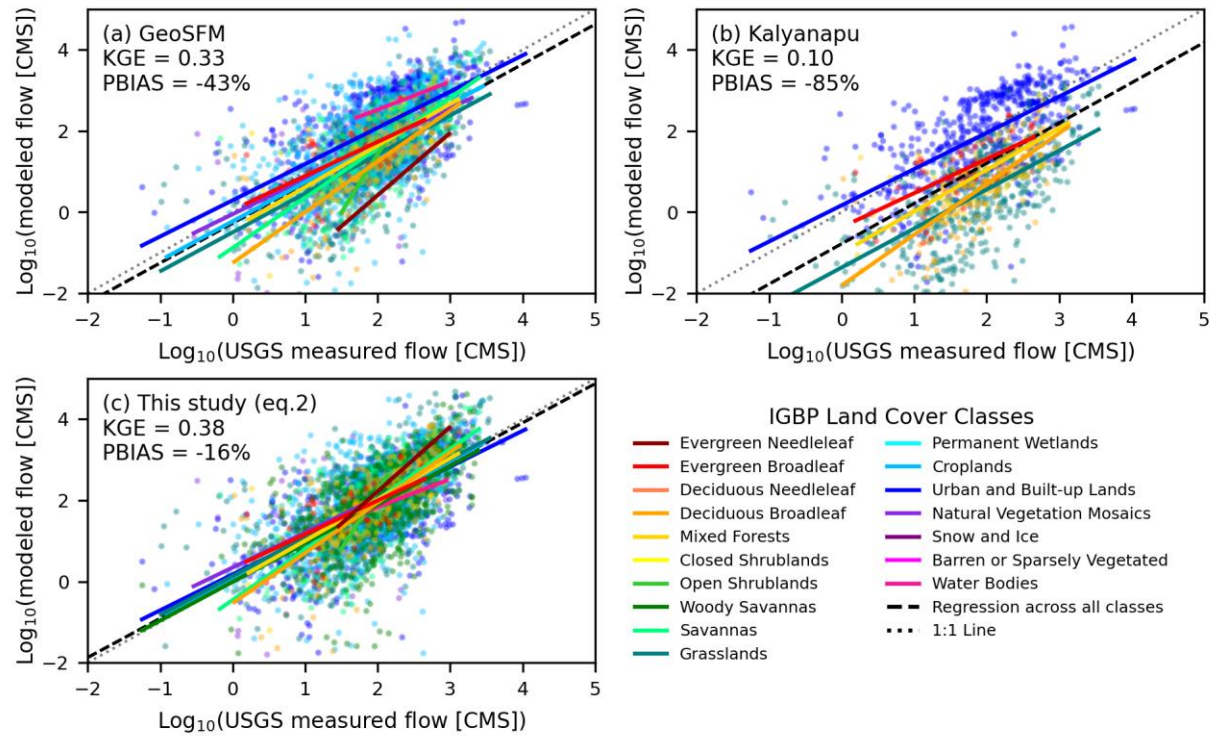 (a) GeoSFM
KGE = 0.33
PBIAS = -43%
Log₁₀(modeled flow [CMS])
4
2
0
−2
−2 −1 0 1 2 3 4 5
Log₁₀(USGS measured flow [CMS])
(b) Kalyanapu
KGE = 0.10
PBIAS = -85%
Log₁₀(modeled flow [CMS])
4
2
0
−2
−2 −1 0 1 2 3 4 5
Log₁₀(USGS measured flow [CMS])
(c) This study (eq.2)
KGE = 0.38
PBIAS = -16%
Log₁₀(modeled flow [CMS])
4
2
0
−2
−2 −1 0 1 2 3 4 5
Log₁₀(USGS measured flow [CMS])
IGBP Land Cover Classes
Evergreen Needleleaf
Evergreen Broadleaf
Deciduous Needleleaf
Deciduous Broadleaf
Mixed Forests
Closed Shrublands
Open Shrublands
Woody Savannas
Savannas
Grasslands
Permanent Wetlands
Croplands
Urban and Built-up Lands
Natural Vegetation Mosaics
Snow and Ice
Barren or Sparsely Vegetated
Water Bodies
Regression across all classes
1:1 Line